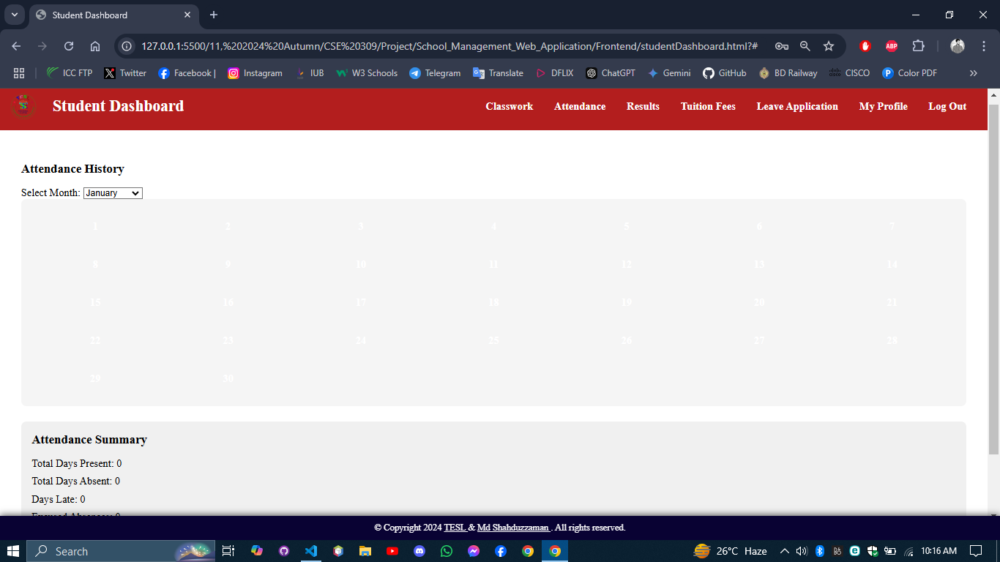 Student Dashboard
127.0.0.1:5500/11,%202024%20Autumn/CSE%20309/Project/School_Management_Web_Application/Frontend/studentDashboard.html?#
ABP
ICC FTP Twitter Facebook | Instagram IUB W3 Schools Telegram Translate DFLIX ChatGPT Gemini GitHub BD Railway CISCO Color PDF
Student Dashboard Classwork Attendance Results Tuition Fees Leave Application My Profile Log Out
Attendance History
Select Month: January
1 2 3 4 5 6 7
8 9 10 11 12 13 14
15 16 17 18 19 20 21
22 23 24 25 26 27 28
29 30
Attendance Summary
Total Days Present: 0
Total Days Absent: 0
Days Late: 0
Excused Absences: 0
© Copyright 2024 TESL & Md Shahduzzaman . All rights reserved.
Search 26°C Haze 10:16 AM